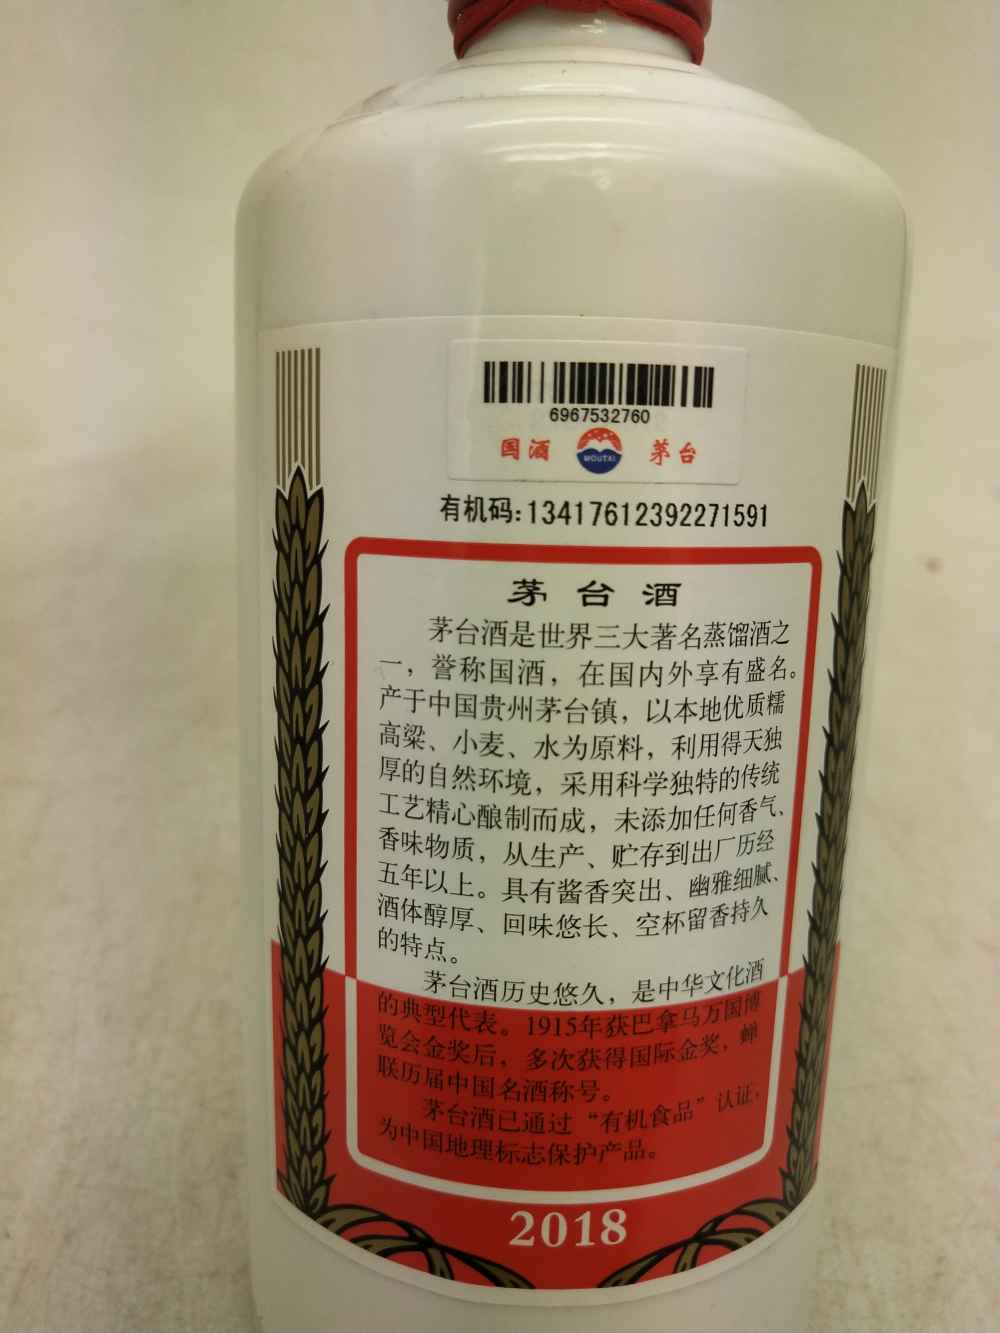 6967532760
国酒 MOUTAI 茅台
有机码:13417612392271591
茅台酒
茅台酒是世界三大著名蒸馏酒之
一，誉称国酒，在国内外享有盛名。
产于中国贵州茅台镇，以本地优质糯
高粱、小麦、水为原料，利用得天独
厚的自然环境，采用科学独特的传统
工艺精心酿制而成，未添加任何香气、
香味物质，从生产、贮存到出厂历经
五年以上。具有酱香突出、幽雅细腻、
酒体醇厚、回味悠长、空杯留香持久
的特点。
茅台酒历史悠久，是中华文化酒
的典型代表。1915年获巴拿马万国博
览会金奖后，多次获得国际金奖，蝉
联历届中国名酒称号。
茅台酒已通过“有机食品”认证，
为中国地理标志保护产品。
2018